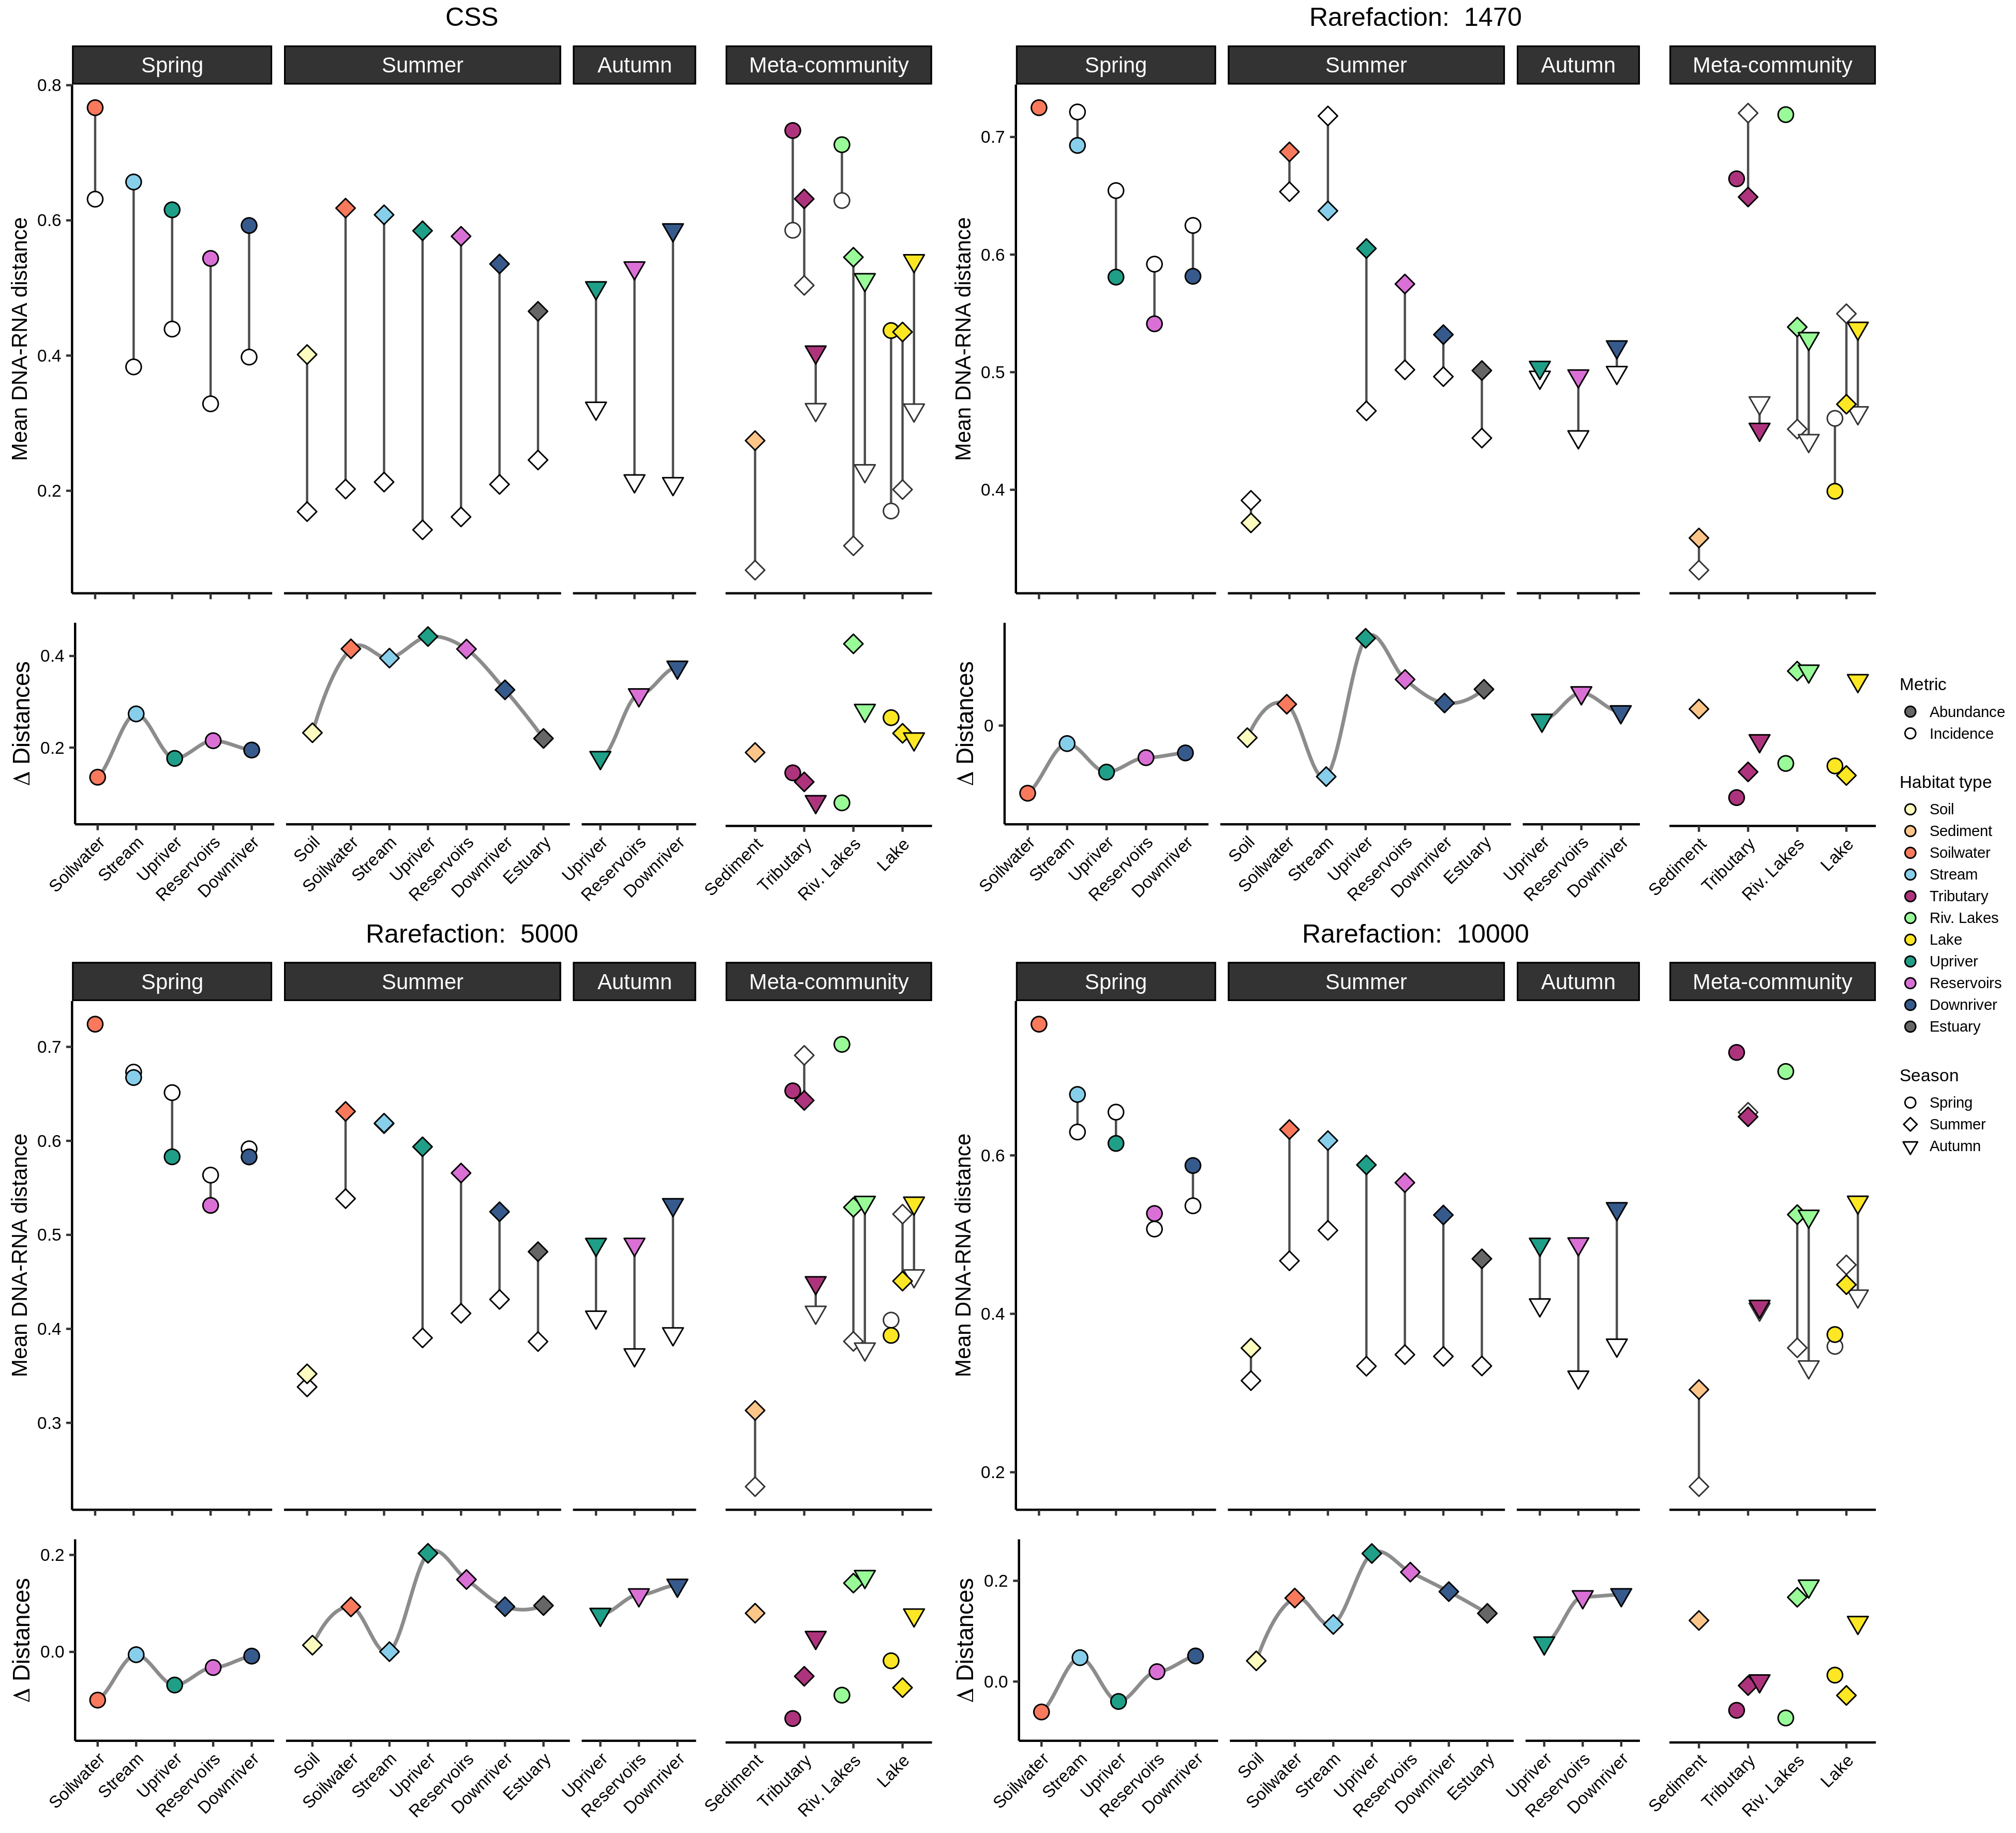 CSS
Spring Summer Autumn Meta-community
Mean DNA-RNA distance
0.8
0.6
0.4
0.2
Δ Distances
0.4
0.2
Soilwater Stream Upriver Reservoirs Downriver Soil Soilwater Stream Upriver Reservoirs Downriver Estuary Upriver Reservoirs Downriver Sediment Tributary Riv. Lakes Lake
Rarefaction: 1470
Spring Summer Autumn Meta-community
Mean DNA-RNA distance
0.7
0.6
0.5
0.4
Δ Distances
0
Soilwater Stream Upriver Reservoirs Downriver Soil Soilwater Stream Upriver Reservoirs Downriver Estuary Upriver Reservoirs Downriver Sediment Tributary Riv. Lakes Lake
Rarefaction: 5000
Spring Summer Autumn Meta-community
Mean DNA-RNA distance
0.7
0.6
0.5
0.4
0.3
Δ Distances
0.2
0.0
Soilwater Stream Upriver Reservoirs Downriver Soil Soilwater Stream Upriver Reservoirs Downriver Estuary Upriver Reservoirs Downriver Sediment Tributary Riv. Lakes Lake
Rarefaction: 10000
Spring Summer Autumn Meta-community
Mean DNA-RNA distance
0.6
0.4
0.2
Δ Distances
0.2
0.0
Soilwater Stream Upriver Reservoirs Downriver Soil Soilwater Stream Upriver Reservoirs Downriver Estuary Upriver Reservoirs Downriver Sediment Tributary Riv. Lakes Lake
Metric
Abundance
Incidence
Habitat type
Soil
Sediment
Soilwater
Stream
Tributary
Riv. Lakes
Lake
Upriver
Reservoirs
Downriver
Estuary
Season
Spring
Summer
Autumn